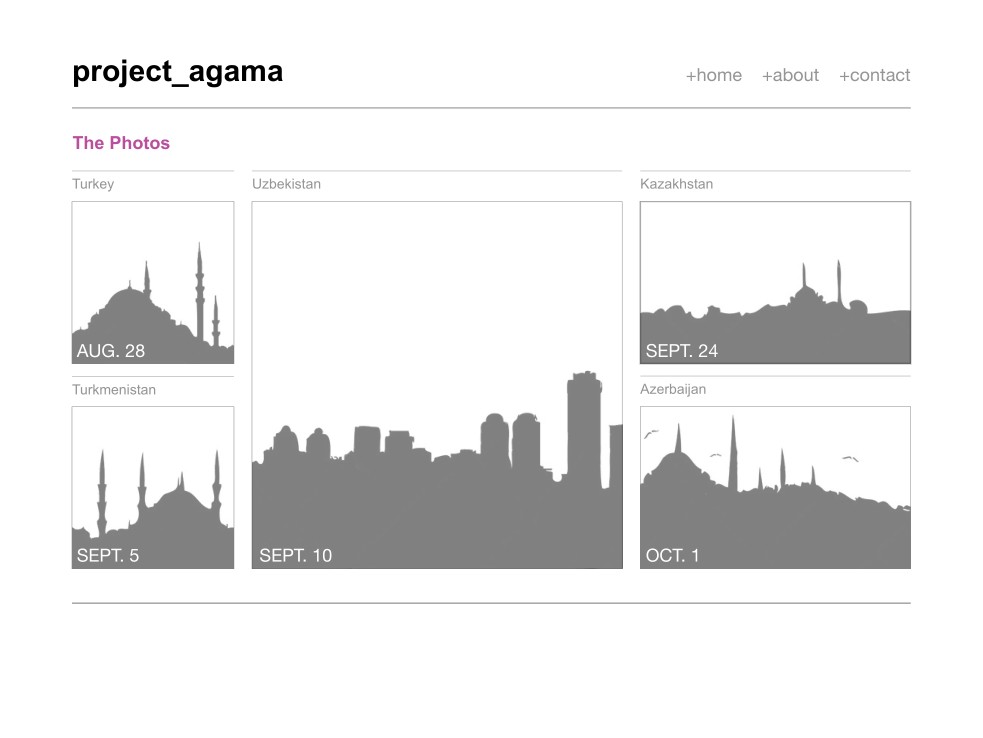 project_agama
+home +about +contact
The Photos
Turkey
AUG. 28
Turkmenistan
SEPT. 5
Uzbekistan
SEPT. 10
Kazakhstan
SEPT. 24
Azerbaijan
OCT. 1